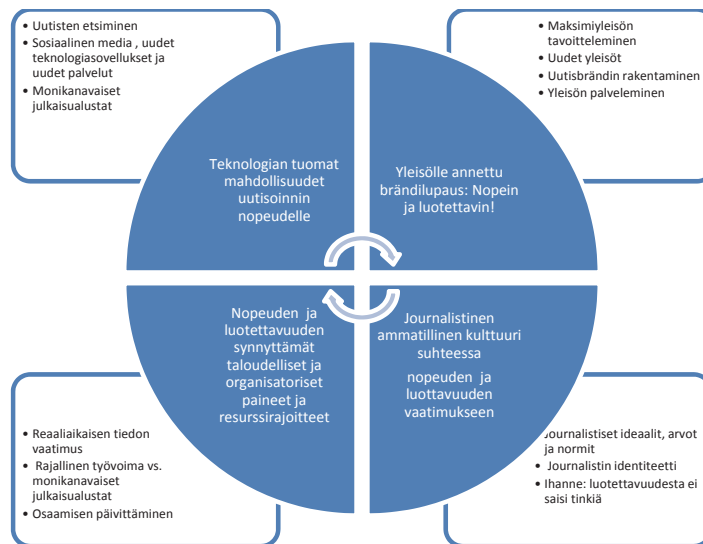 • Uutisten etsiminen
• Sosiaalinen media , uudet
teknologiasovellukset ja
uudet palvelut
• Monikanavaiset
julkaisualustat
• Maksimiyleisön
tavoitteleminen
• Uudet yleisöt
• Uutisbrändin rakentaminen
• Yleisön palveleminen
Teknologian tuomat
mahdollisuudet
uutisoinnin
nopeudelle
Yleisölle annettu
brändilupaus: Nopein
ja luotettavin!
Nopeuden ja
luotettavuuden
synnyttämät
taloudelliset ja
organisatoriset
paineet ja
resurssirajoitteet
Journalistinen
ammatillinen kulttuuri
suhteessa
nopeuden ja
luottavuuden
vaatimukseen
• Reaaliaikaisen tiedon
vaatimus
• Rajallinen työvoima vs.
monikanavaiset
julkaisualustat
• Osaamisen päivittäminen
Journalistiset ideaalit, arvot
ja normit
• Journalistin identiteetti
• Ihanne: luotettavuudesta ei
saisi tinkiä